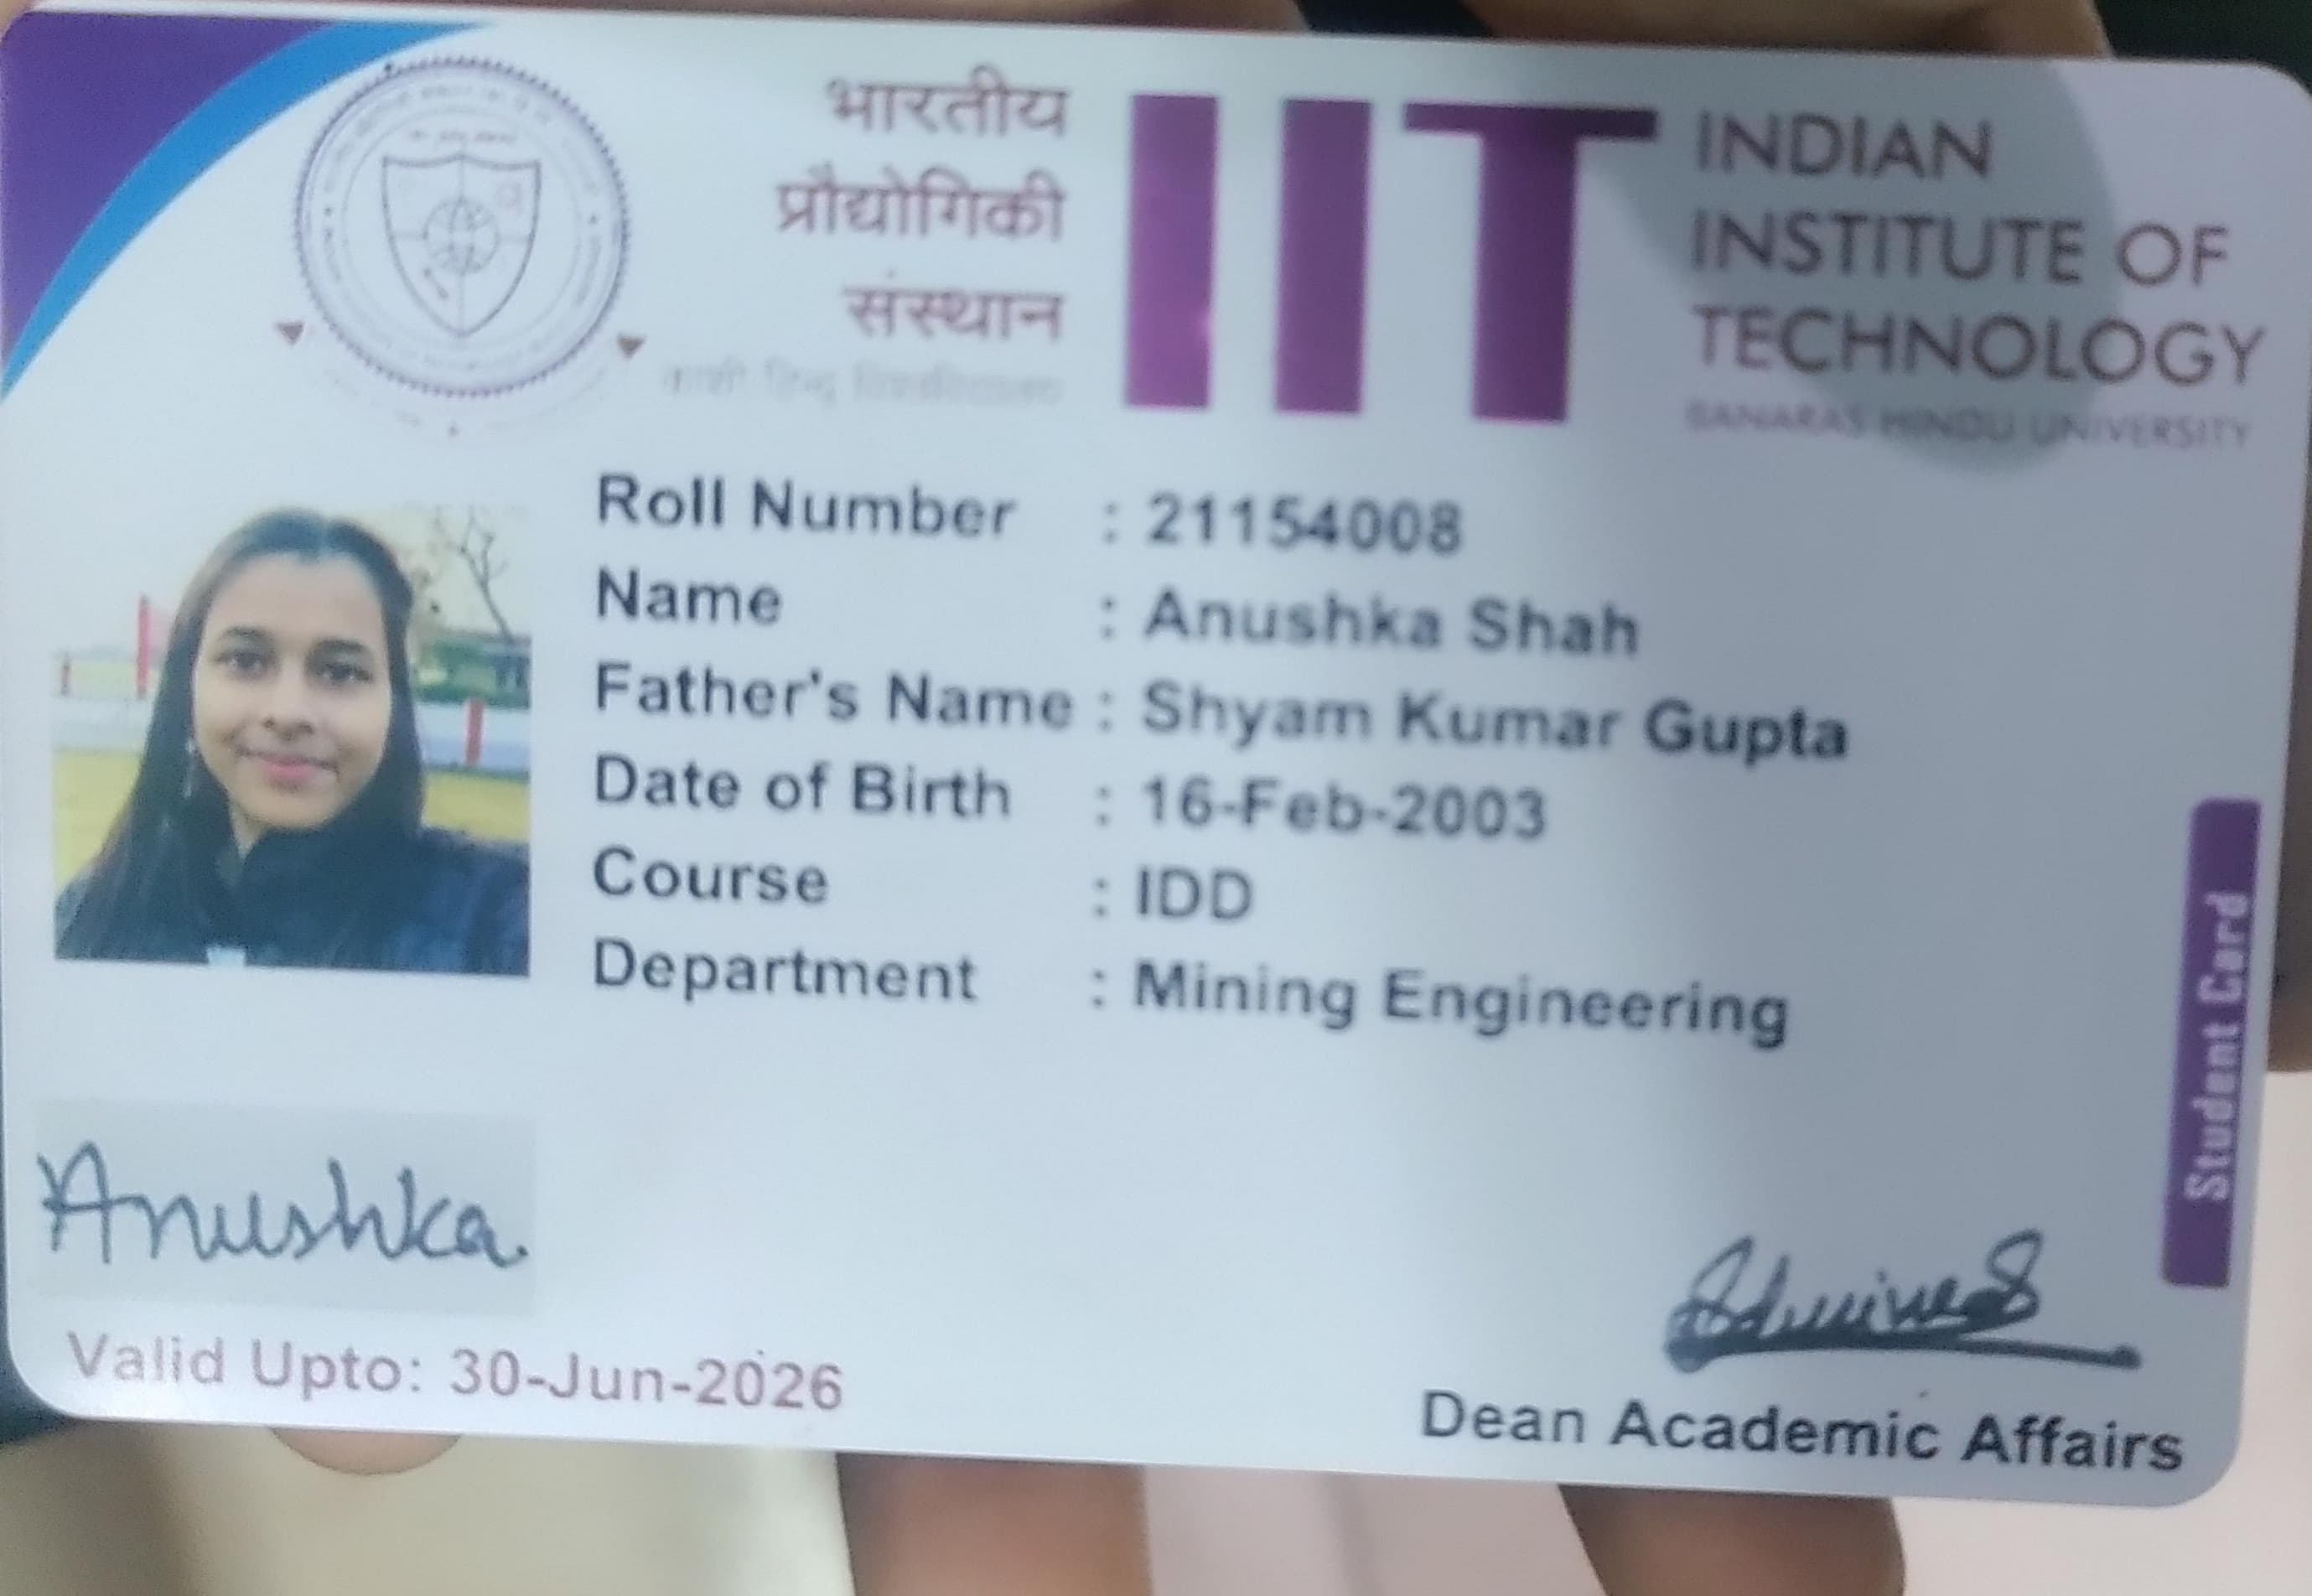 भारतीय
प्रौद्योगिकी
संस्थान
काशी हिन्दू विश्वविद्यालय
IIT
INDIAN
INSTITUTE OF
TECHNOLOGY
BANARAS HINDU UNIVERSITY
Roll Number : 21154008
Name : Anushka Shah
Father's Name : Shyam Kumar Gupta
Date of Birth : 16-Feb-2003
Course : IDD
Department : Mining Engineering
Student Card
Anushka
Valid Upto: 30-Jun-2026
Dean Academic Affairs